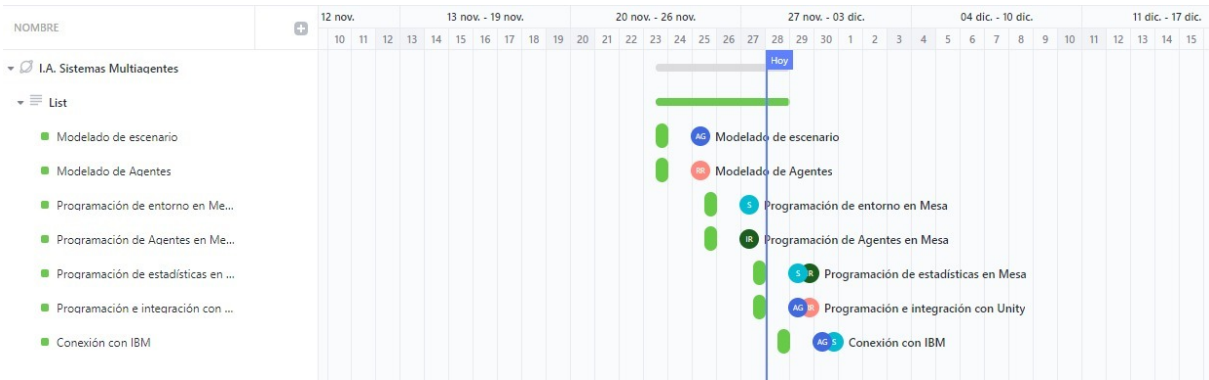 NOMBRE
12 nov. 13 nov. - 19 nov. 20 nov. - 26 nov. 27 nov. - 03 dic. 04 dic. - 10 dic. 11 dic. - 17 dic.
10 11 12 13 14 15 16 17 18 19 20 21 22 23 24 25 26 27 28 29 30 1 2 3 4 5 6 7 8 9 10 11 12 13 14 15
Hoy
I.A. Sistemas Multiagentes
List
Modelado de escenario AG Modelado de escenario
Modelado de Agentes RR Modelado de Agentes
Programación de entorno en Me... S Programación de entorno en Mesa
Programación de Agentes en Me... IR Programación de Agentes en Mesa
Programación de estadísticas en ... S R Programación de estadísticas en Mesa
Programación e integración con ... AG Programación e integración con Unity
Conexión con IBM AG S Conexión con IBM